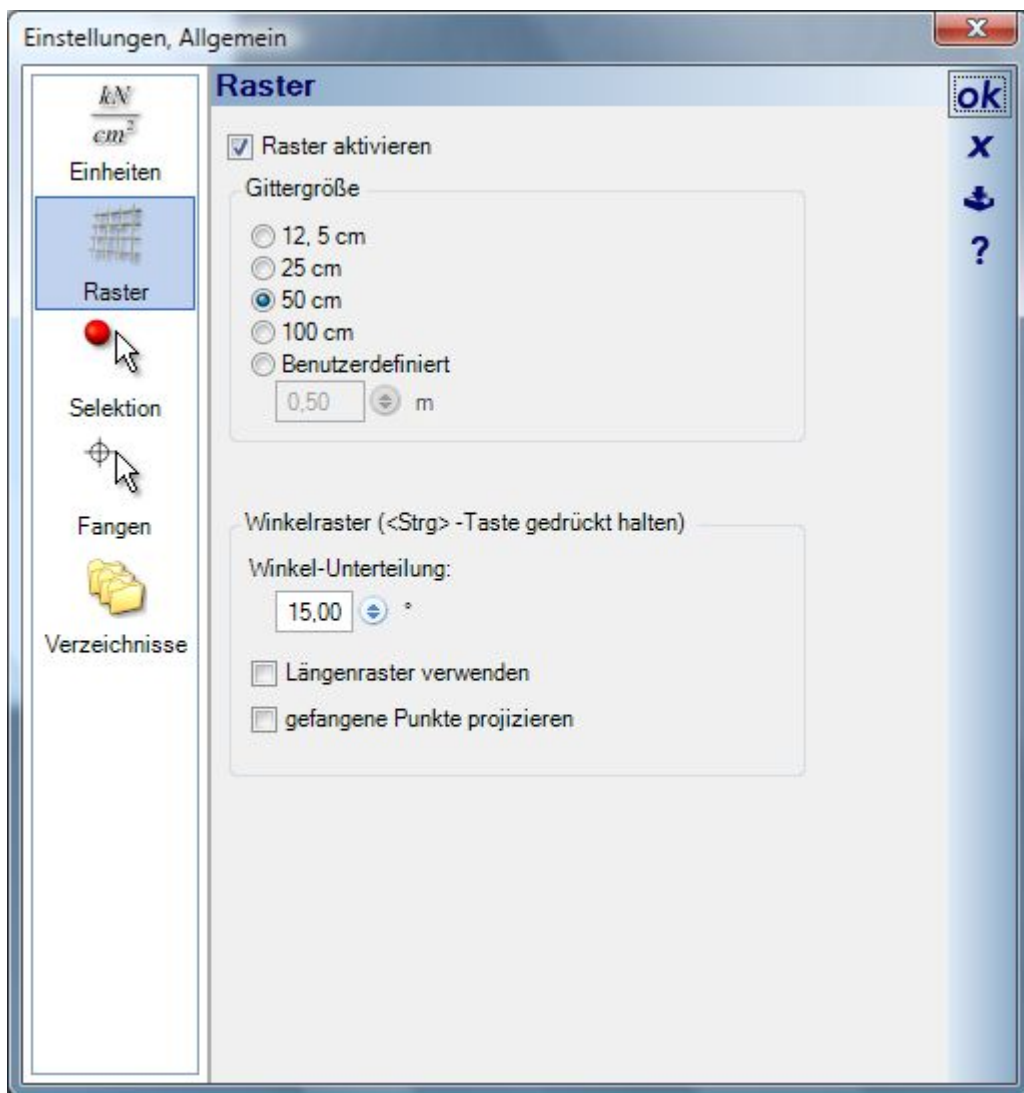 Einstellungen, Allgemein
kN
cm²
Einheiten
Raster
Selektion
Fangen
Verzeichnisse
Raster
Raster aktivieren
Gittergröße
12, 5 cm
25 cm
50 cm
100 cm
Benutzerdefiniert
0,50 m
Winkelraster (<Strg> -Taste gedrückt halten)
Winkel-Unterteilung:
15,00 °
Längenraster verwenden
gefangene Punkte projizieren
ok
x
?